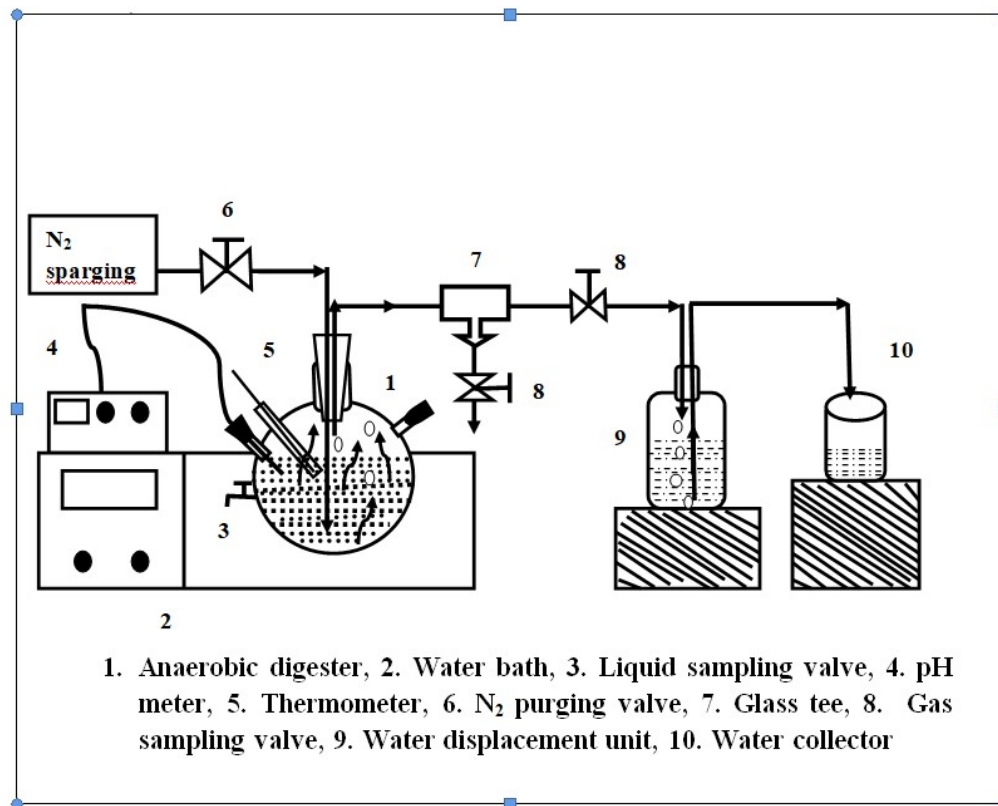 6
N₂
sparging
7
8
4
5
1
10
8
9
3
2
1. Anaerobic digester, 2. Water bath, 3. Liquid sampling valve, 4. pH
meter, 5. Thermometer, 6. N₂ purging valve, 7. Glass tee, 8. Gas
sampling valve, 9. Water displacement unit, 10. Water collector